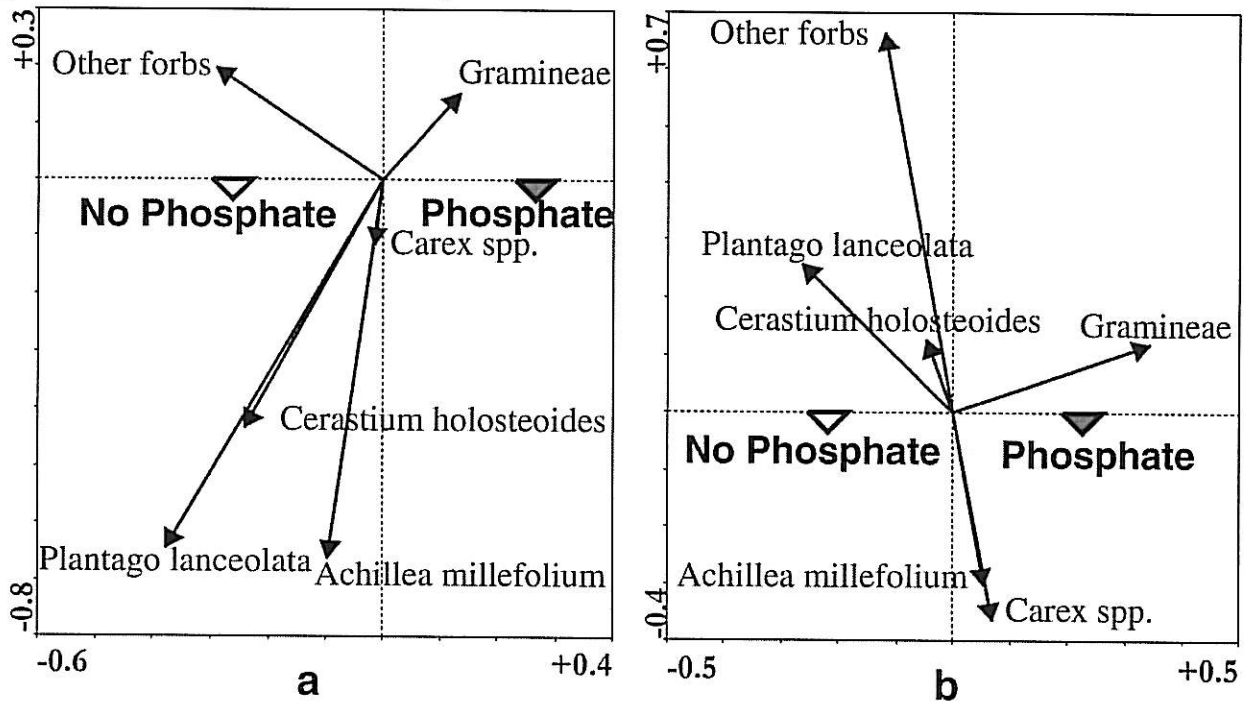 +0.3
Other forbs
Gramineae
No Phosphate
Phosphate
Carex spp.
Cerastium holosteoides
Plantago lanceolata
Achillea millefolium
-0.8
-0.6
+0.4
a
+0.7
Other forbs
Plantago lanceolata
Cerastium holosteoides
Gramineae
No Phosphate
Phosphate
Achillea millefolium
Carex spp.
-0.4
-0.5
+0.5
b